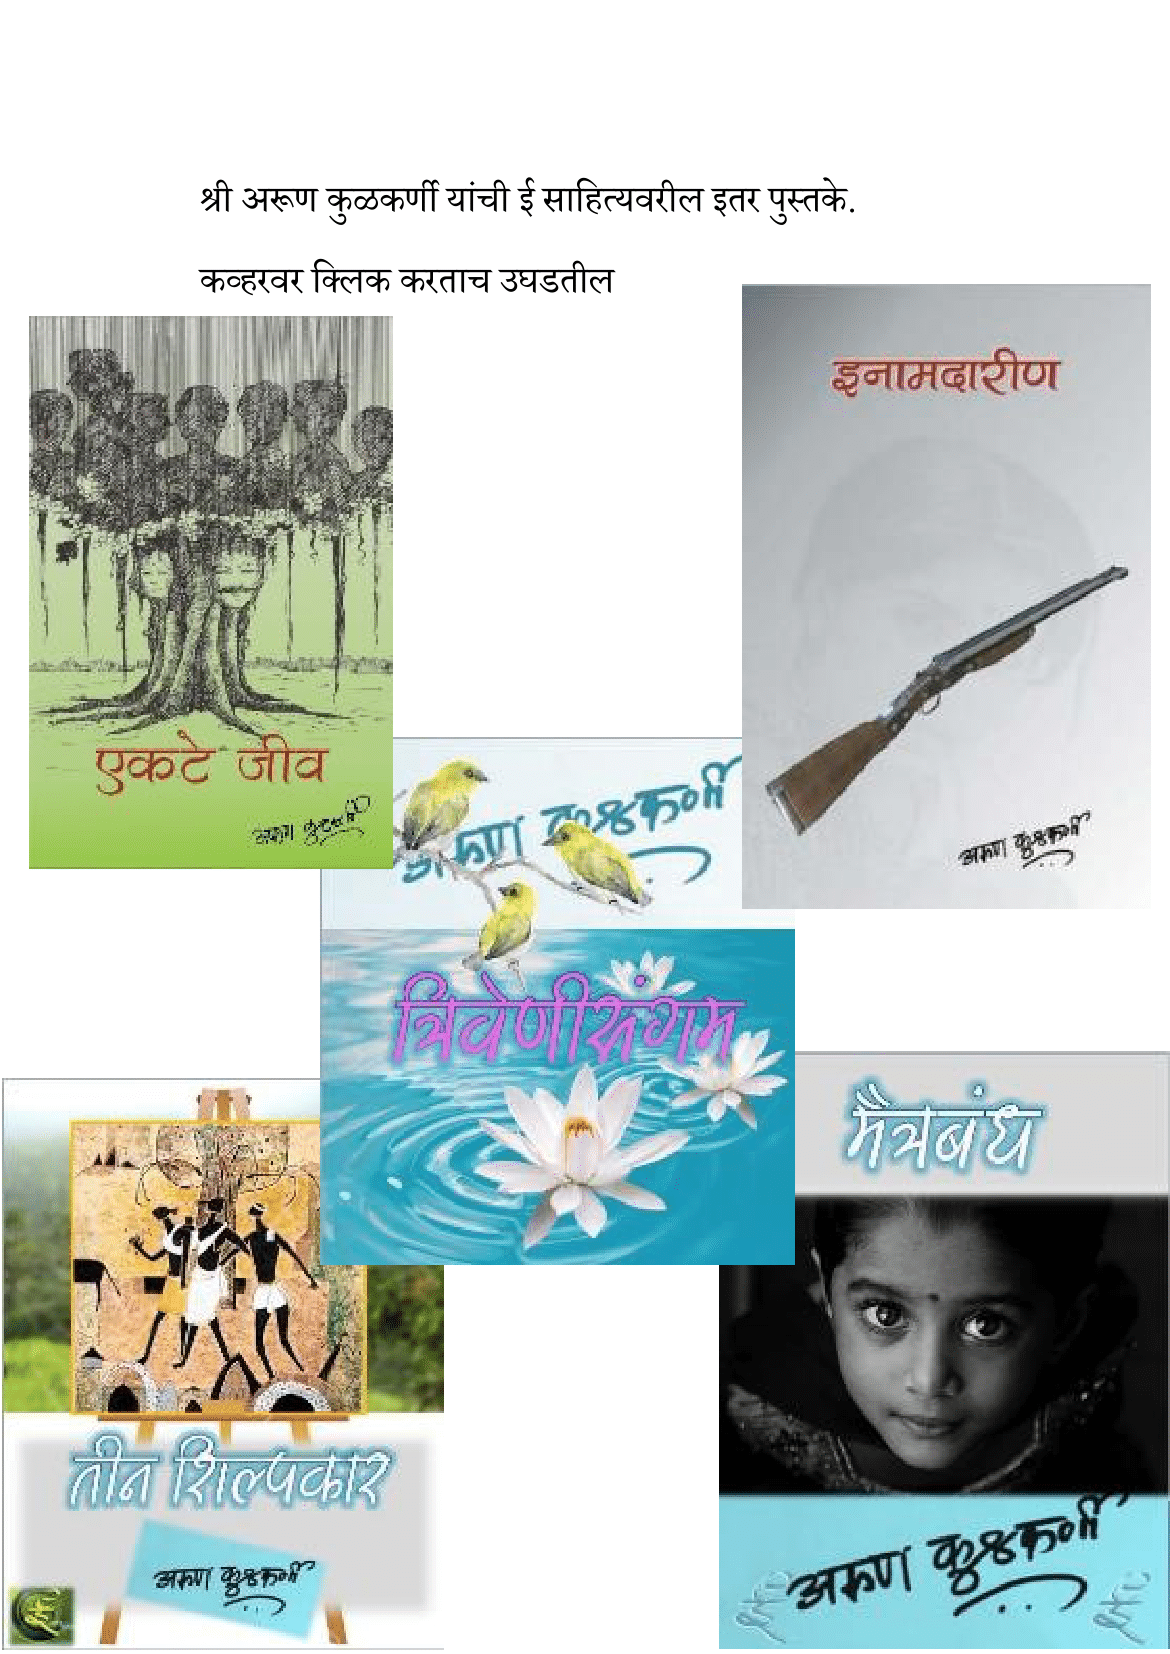 श्री अरूण कुळकर्णी यांची ई साहित्यवरील इतर पुस्तके.
कव्हरवर क्लिक करताच उघडतील
इनामदारीण
अरूण कुळकर्णी
एकटे जीव
अरूण कुळकर्णी
अरूण कुळकर्णी
त्रिवेणीसंगम
मैत्रबंध
अरूण कुळकर्णी
तीन शिल्पकार
अरूण कुळकर्णी